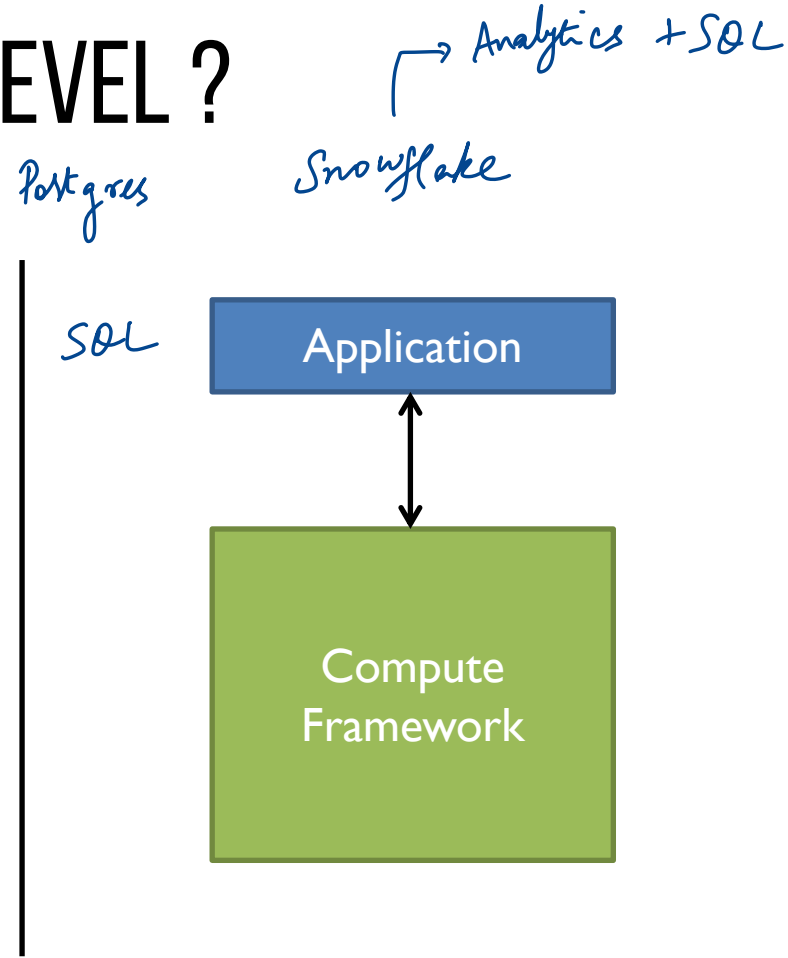 Analytics + SQL
EVEL ?
Postgres
Snowflake
SQL
Application
Compute
Framework